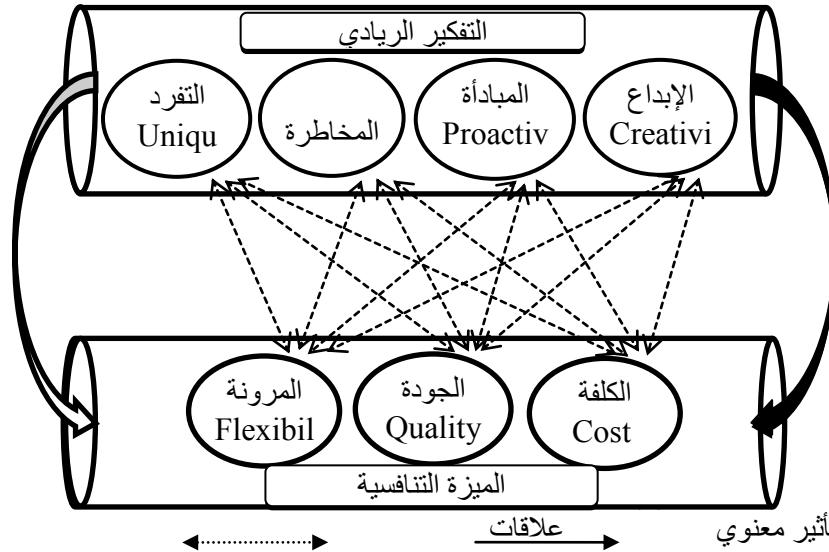 التفكير الريادي
الإبداع
Creativi
المبادأة
Proactiv
المخاطرة
التفرد
Uniqu
الكلفة
Cost
الجودة
Quality
المرونة
Flexibil
الميزة التنافسية
أثير معنوي
علاقات